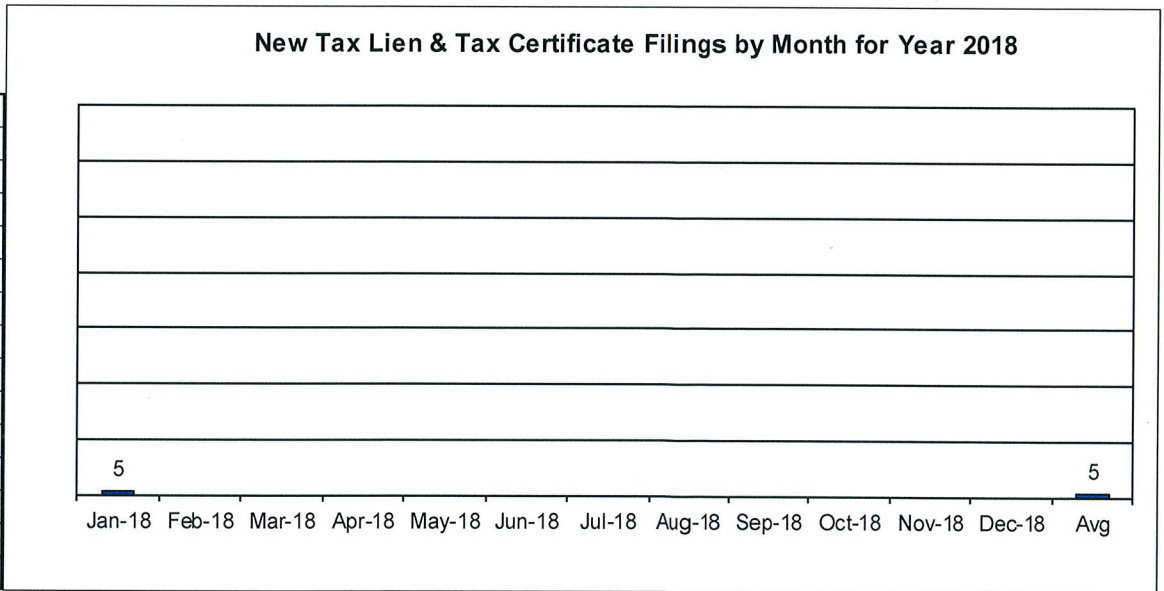 New Tax Lien & Tax Certificate Filings by Month for Year 2018
5 5
Jan-18 Feb-18 Mar-18 Apr-18 May-18 Jun-18 Jul-18 Aug-18 Sep-18 Oct-18 Nov-18 Dec-18 Avg